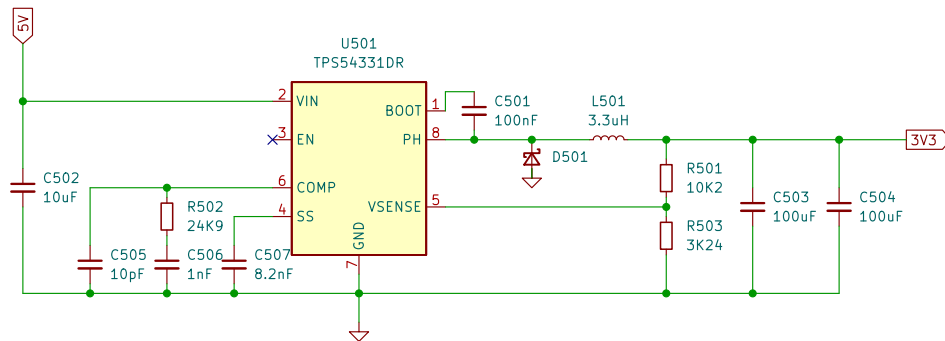 5V
U501
TPS54331DR
2
VIN
BOOT
1
C501
100nF
L501
3.3uH
3
EN
PH
8
D501
3V3
C502
10uF
6
COMP
R502
24K9
4
SS
VSENSE
5
R501
10K2
R503
3K24
C503
100uF
C504
100uF
GND
7
C505
10pF
C506
1nF
C507
8.2nF